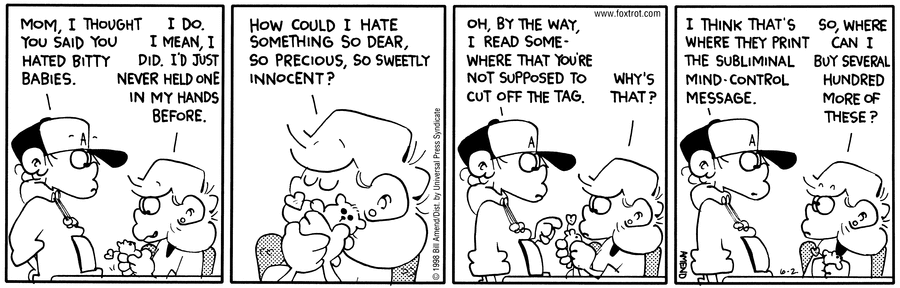 MOM, I THOUGHT
YOU SAID YOU
HATED BITTY
BABIES.
I DO.
I MEAN, I
DID. I'D JUST
NEVER HELD ONE
IN MY HANDS
BEFORE.
A
HOW COULD I HATE
SOMETHING SO DEAR,
SO PRECIOUS, SO SWEETLY
INNOCENT?
© 1998 Bill Amend/Dist. by Universal Press Syndicate
www.foxtrot.com
OH, BY THE WAY,
I READ SOME-
WHERE THAT YOU'RE
NOT SUPPOSED TO
CUT OFF THE TAG.
WHY'S
THAT?
A
I THINK THAT'S
WHERE THEY PRINT
THE SUBLIMINAL
MIND-CONTROL
MESSAGE.
SO, WHERE
CAN I
BUY SEVERAL
HUNDRED
MORE OF
THESE?
A
AMEND
6-2